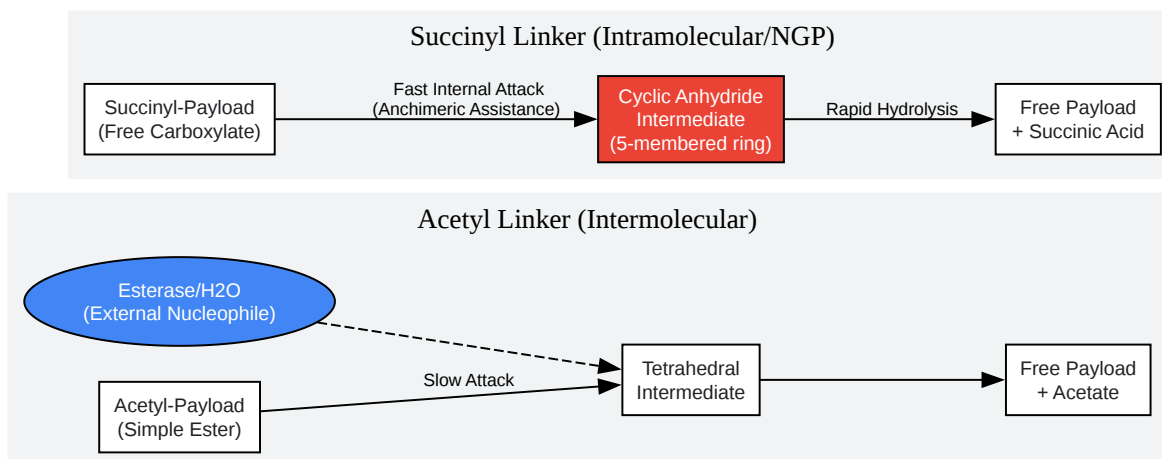 Succinyl Linker (Intramolecular/NGP)
Succinyl-Payload
(Free Carboxylate)
Fast Internal Attack
(Anchimeric Assistance)
Cyclic Anhydride
Intermediate
(5-membered ring)
Rapid Hydrolysis
Free Payload
+ Succinic Acid
Acetyl Linker (Intermolecular)
Esterase/H2O
(External Nucleophile)
Acetyl-Payload
(Simple Ester)
Slow Attack
Tetrahedral
Intermediate
Free Payload
+ Acetate